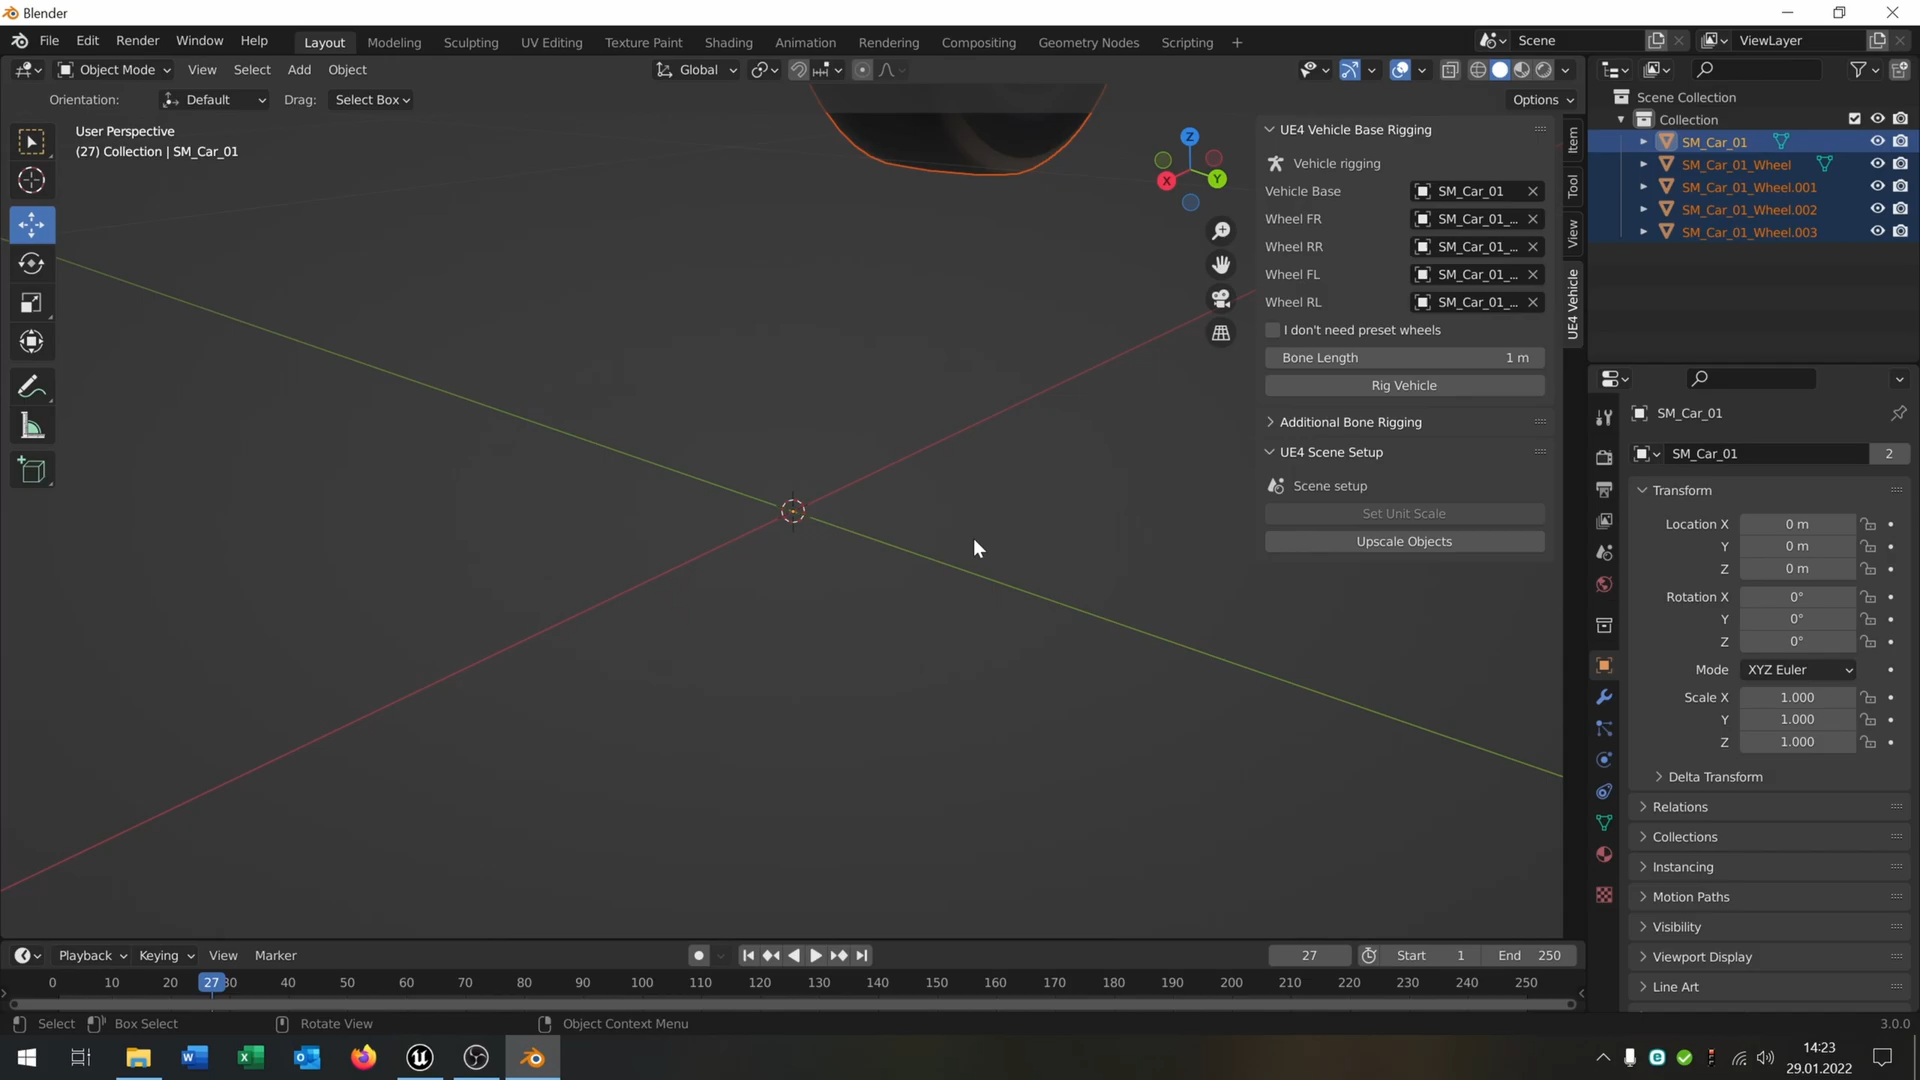 Blender
File Edit Render Window Help Layout Modeling Sculpting UV Editing Texture Paint Shading Animation Rendering Compositing Geometry Nodes Scripting + Scene ViewLayer
Object Mode View Select Add Object Global
Orientation: Default Drag: Select Box Options
User Perspective
(27) Collection | SM_Car_01
Z
X
Y
UE4 Vehicle Base Rigging
Vehicle rigging
Vehicle Base SM_Car_01
Wheel FR SM_Car_01_...
Wheel RR SM_Car_01_...
Wheel FL SM_Car_01_...
Wheel RL SM_Car_01_...
I don't need preset wheels
Bone Length 1 m
Rig Vehicle
Additional Bone Rigging
UE4 Scene Setup
Scene setup
Set Unit Scale
Upscale Objects
Item
Tool
View
UE4 Vehicle
Scene Collection
Collection
SM_Car_01
SM_Car_01_Wheel
SM_Car_01_Wheel.001
SM_Car_01_Wheel.002
SM_Car_01_Wheel.003
SM_Car_01
SM_Car_01 2
Transform
Location X 0 m
Y 0 m
Z 0 m
Rotation X 0°
Y 0°
Z 0°
Mode XYZ Euler
Scale X 1.000
Y 1.000
Z 1.000
Delta Transform
Relations
Collections
Instancing
Motion Paths
Visibility
Viewport Display
Line Art
Playback Keying View Marker 27 Start 1 End 250
0 10 20 27 30 40 50 60 70 80 90 100 110 120 130 140 150 160 170 180 190 200 210 220 230 240 250
Select Box Select Rotate View Object Context Menu 3.0.0
14:23
29.01.2022